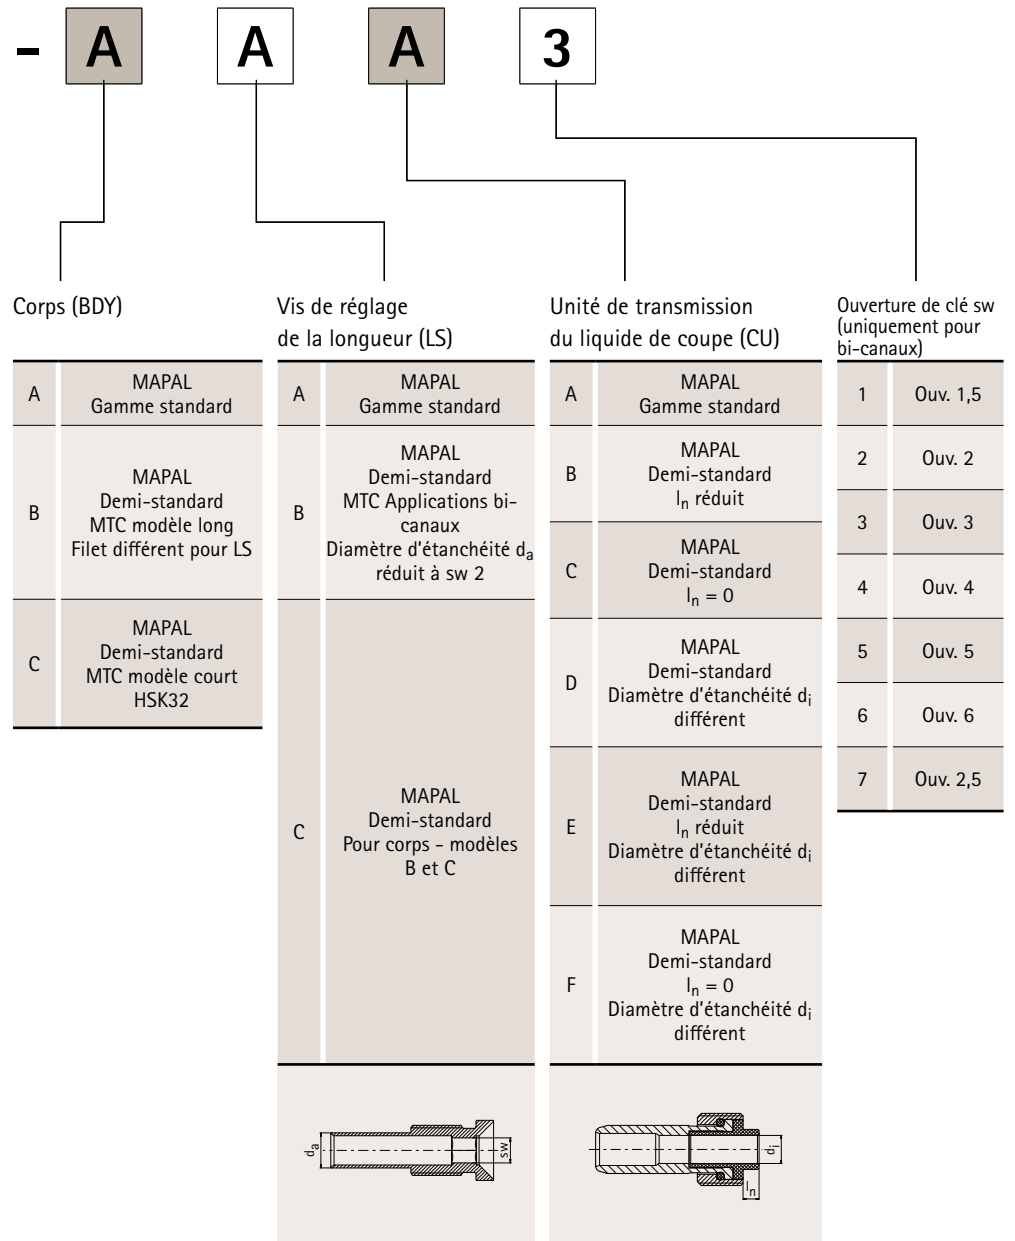 - A A A 3
Corps (BDY)
A
MAPAL
Gamme standard
B
MAPAL
Demi-standard
MTC modèle long
Filet différent pour LS
C
MAPAL
Demi-standard
MTC modèle court
HSK32
Vis de réglage
de la longueur (LS)
A
MAPAL
Gamme standard
B
MAPAL
Demi-standard
MTC Applications bi-
canaux
Diamètre d'étanchéité da
réduit à sw 2
C
MAPAL
Demi-standard
Pour corps - modèles
B et C
da
sw
Unité de transmission
du liquide de coupe (CU)
A
MAPAL
Gamme standard
B
MAPAL
Demi-standard
ln réduit
C
MAPAL
Demi-standard
ln = 0
D
MAPAL
Demi-standard
Diamètre d'étanchéité di
différent
E
MAPAL
Demi-standard
ln réduit
Diamètre d'étanchéité di
différent
F
MAPAL
Demi-standard
ln = 0
Diamètre d'étanchéité di
différent
di
ln
Ouverture de clé sw
(uniquement pour
bi-canaux)
1 Ouv. 1,5
2 Ouv. 2
3 Ouv. 3
4 Ouv. 4
5 Ouv. 5
6 Ouv. 6
7 Ouv. 2,5